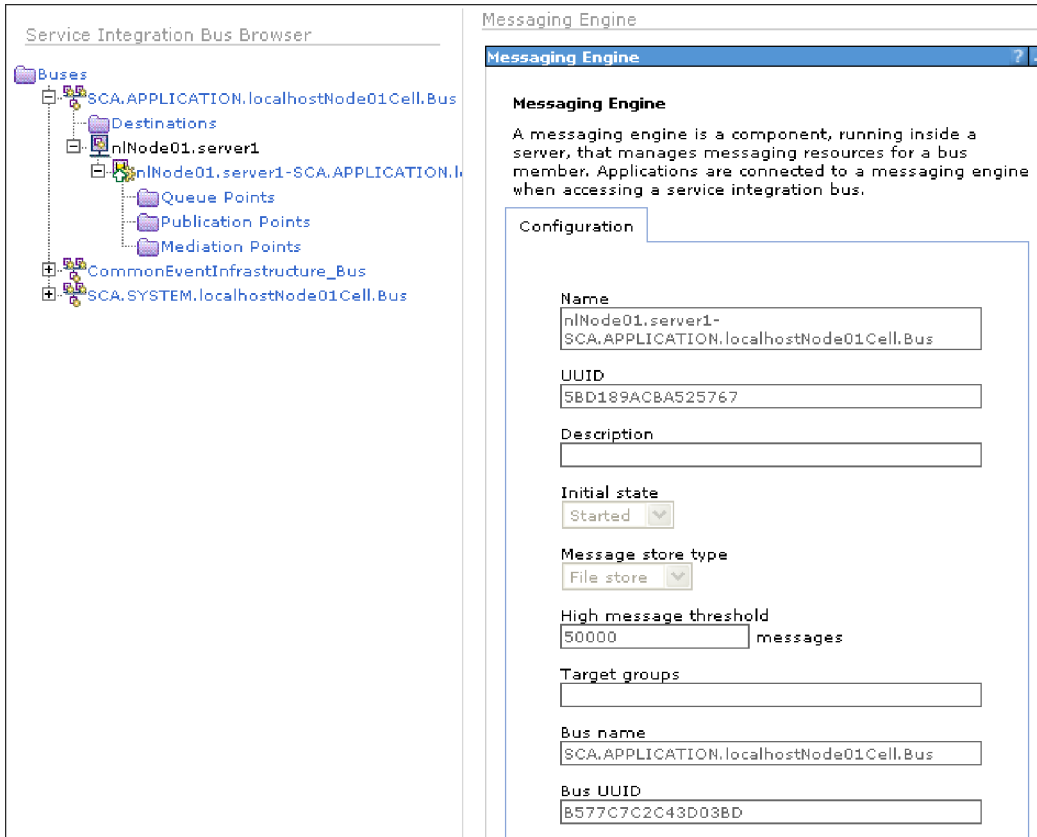 Service Integration Bus Browser
Buses
SCA.APPLICATION.localhostNode01Cell.Bus
Destinations
nlNode01.server1
nlNode01.server1-SCA.APPLICATION.l
Queue Points
Publication Points
Mediation Points
CommonEventInfrastructure_Bus
SCA.SYSTEM.localhostNode01Cell.Bus
Messaging Engine
Messaging Engine ?
Messaging Engine
A messaging engine is a component, running inside a
server, that manages messaging resources for a bus
member. Applications are connected to a messaging engine
when accessing a service integration bus.
Configuration
Name
nlNode01.server1-
SCA.APPLICATION.localhostNode01Cell.Bus
UUID
5BD189ACBA525767
Description
Initial state
Started
Message store type
File store
High message threshold
50000 messages
Target groups
Bus name
SCA.APPLICATION.localhostNode01Cell.Bus
Bus UUID
B577C7C2C43D03BD